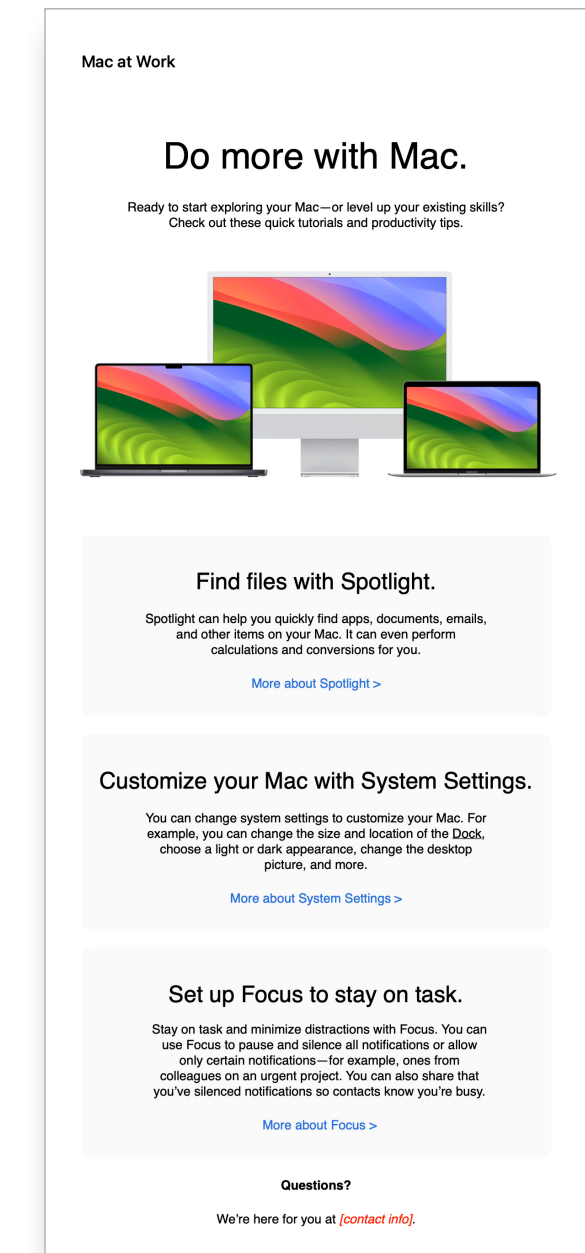 Mac at Work
Do more with Mac.
Ready to start exploring your Mac—or level up your existing skills?
Check out these quick tutorials and productivity tips.
Find files with Spotlight.
Spotlight can help you quickly find apps, documents, emails,
and other items on your Mac. It can even perform
calculations and conversions for you.
More about Spotlight >
Customize your Mac with System Settings.
You can change system settings to customize your Mac. For
example, you can change the size and location of the Dock,
choose a light or dark appearance, change the desktop
picture, and more.
More about System Settings >
Set up Focus to stay on task.
Stay on task and minimize distractions with Focus. You can
use Focus to pause and silence all notifications or allow
only certain notifications—for example, ones from
colleagues on an urgent project. You can also share that
you’ve silenced notifications so contacts know you’re busy.
More about Focus >
Questions?
We’re here for you at [contact info].